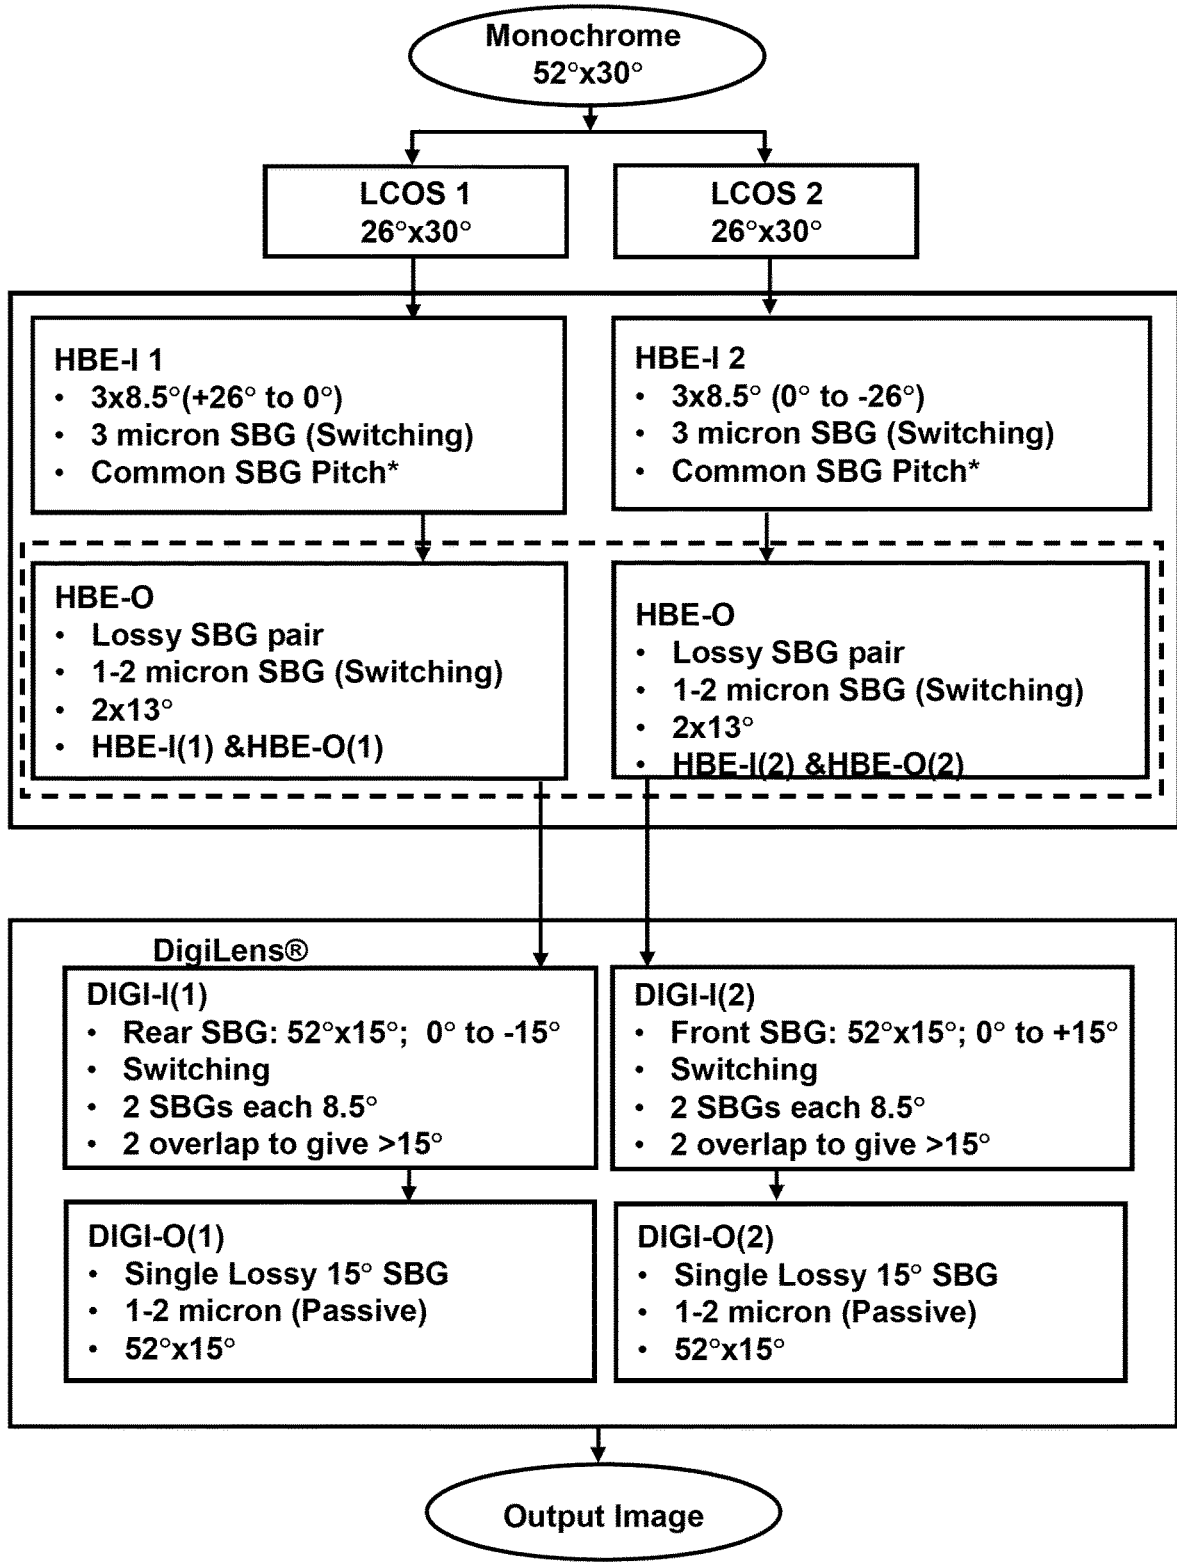 Monochrome
52°x30°
LCOS 1
26°x30°
LCOS 2
26°x30°
HBE-I 1
• 3x8.5°(+26° to 0°)
• 3 micron SBG (Switching)
• Common SBG Pitch*
HBE-I 2
• 3x8.5° (0° to -26°)
• 3 micron SBG (Switching)
• Common SBG Pitch*
HBE-O
• Lossy SBG pair
• 1-2 micron SBG (Switching)
• 2x13°
• HBE-I(1) &HBE-O(1)
HBE-O
• Lossy SBG pair
• 1-2 micron SBG (Switching)
• 2x13°
• HBE-I(2) &HBE-O(2)
DigiLens®
DIGI-I(1)
• Rear SBG: 52°x15°; 0° to -15°
• Switching
• 2 SBGs each 8.5°
• 2 overlap to give >15°
DIGI-I(2)
• Front SBG: 52°x15°; 0° to +15°
• Switching
• 2 SBGs each 8.5°
• 2 overlap to give >15°
DIGI-O(1)
• Single Lossy 15° SBG
• 1-2 micron (Passive)
• 52°x15°
DIGI-O(2)
• Single Lossy 15° SBG
• 1-2 micron (Passive)
• 52°x15°
Output Image